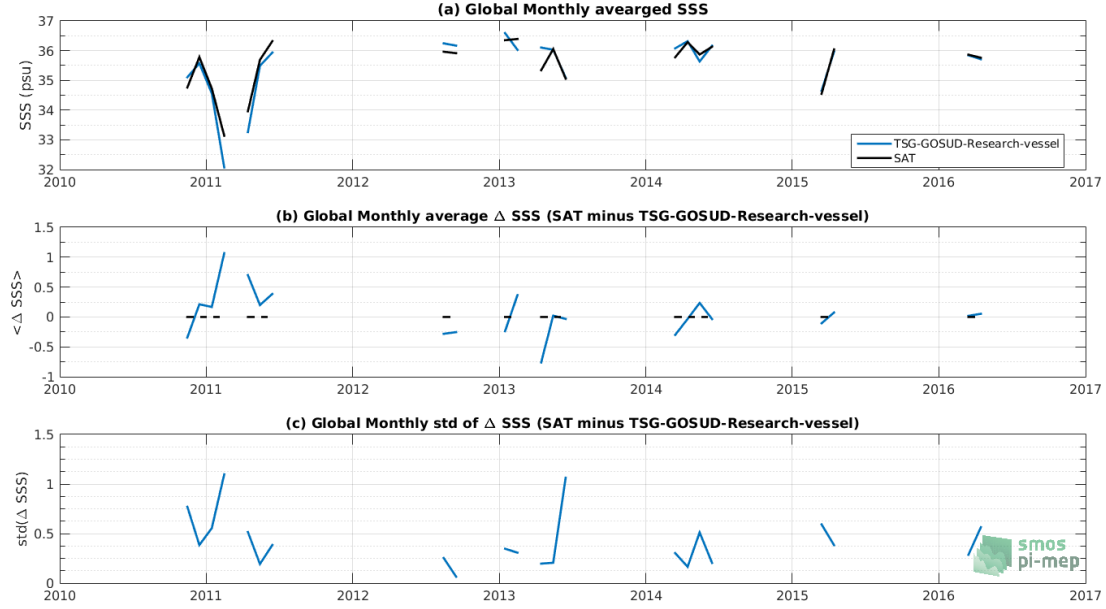 (a) Global Monthly avearged SSS
37
36
35
34
33
32
SSS (psu)
TSG-GOSUD-Research-vessel
SAT
2010 2011 2012 2013 2014 2015 2016 2017
(b) Global Monthly average Δ SSS (SAT minus TSG-GOSUD-Research-vessel)
1.5
1
0.5
0
-0.5
-1
<Δ SSS>
2010 2011 2012 2013 2014 2015 2016 2017
(c) Global Monthly std of Δ SSS (SAT minus TSG-GOSUD-Research-vessel)
1.5
1
0.5
0
std(Δ SSS)
smos
pi-mep
2010 2011 2012 2013 2014 2015 2016 2017